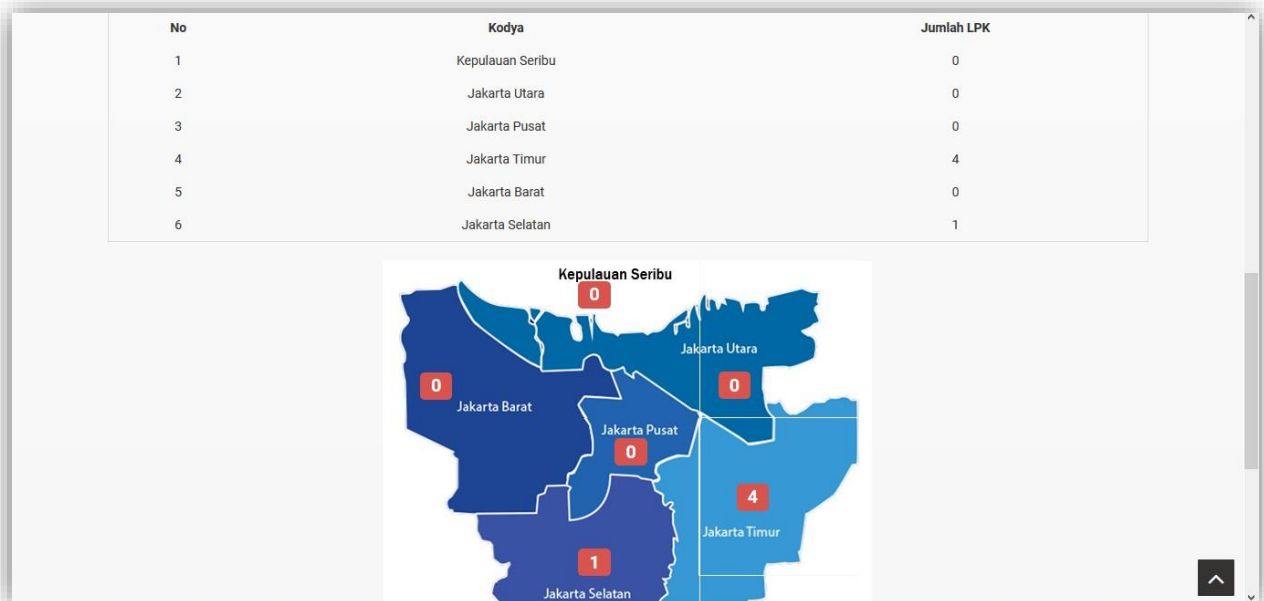 No Kodya Jumlah LPK
1 Kepulauan Seribu 0
2 Jakarta Utara 0
3 Jakarta Pusat 0
4 Jakarta Timur 4
5 Jakarta Barat 0
6 Jakarta Selatan 1
Kepulauan Seribu
0
Jakarta Utara
0
0
Jakarta Barat
Jakarta Pusat
0
4
Jakarta Timur
1
Jakarta Selatan